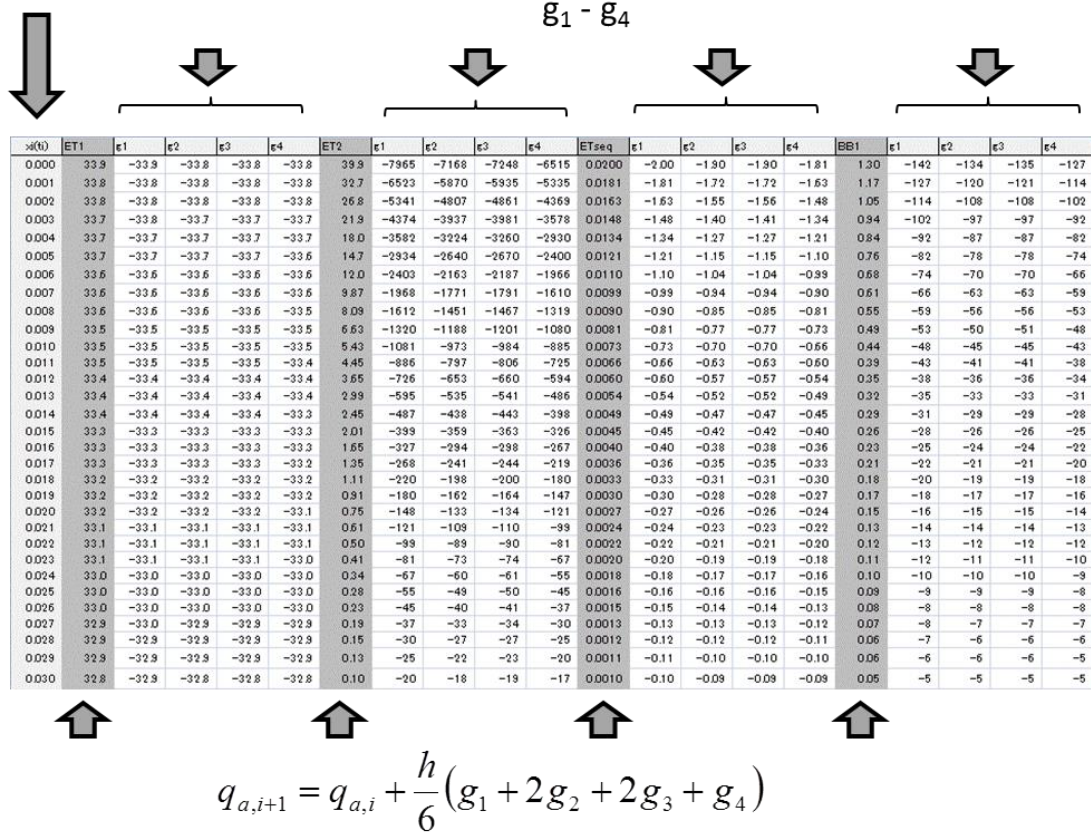 g₁ - g₄
xi(ti) ET1 g1 g2 g3 g4 ET2 g1 g2 g3 g4 ETseq g1 g2 g3 g4 BB1 g1 g2 g3 g4
0.000 33.9 -33.9 -33.8 -33.8 -33.8 39.9 -7965 -7168 -7248 -6515 0.0200 -2.00 -1.90 -1.90 -1.81 1.30 -142 -134 -135 -127
0.001 33.8 -33.8 -33.8 -33.8 -33.8 32.7 -6523 -5870 -5935 -5335 0.0181 -1.81 -1.72 -1.72 -1.63 1.17 -127 -120 -121 -114
0.002 33.8 -33.8 -33.8 -33.8 -33.8 26.8 -5341 -4807 -4861 -4369 0.0163 -1.63 -1.55 -1.56 -1.48 1.05 -114 -108 -108 -102
0.003 33.7 -33.8 -33.7 -33.7 -33.7 21.9 -4374 -3937 -3981 -3578 0.0148 -1.48 -1.40 -1.41 -1.34 0.94 -102 -97 -97 -92
0.004 33.7 -33.7 -33.7 -33.7 -33.7 18.0 -3582 -3224 -3260 -2930 0.0134 -1.34 -1.27 -1.27 -1.21 0.84 -92 -87 -87 -82
0.005 33.7 -33.7 -33.7 -33.7 -33.6 14.7 -2934 -2640 -2670 -2400 0.0121 -1.21 -1.15 -1.15 -1.10 0.76 -82 -78 -78 -74
0.006 33.6 -33.6 -33.6 -33.6 -33.6 12.0 -2403 -2163 -2187 -1966 0.0110 -1.10 -1.04 -1.04 -0.99 0.68 -74 -70 -70 -66
0.007 33.6 -33.6 -33.6 -33.6 -33.6 9.87 -1968 -1771 -1791 -1610 0.0099 -0.99 -0.94 -0.94 -0.90 0.61 -66 -63 -63 -59
0.008 33.6 -33.6 -33.5 -33.5 -33.5 8.09 -1612 -1451 -1467 -1319 0.0090 -0.90 -0.85 -0.85 -0.81 0.55 -59 -56 -56 -53
0.009 33.5 -33.5 -33.5 -33.5 -33.5 6.63 -1320 -1188 -1201 -1080 0.0081 -0.81 -0.77 -0.77 -0.73 0.49 -53 -50 -51 -48
0.010 33.5 -33.5 -33.5 -33.5 -33.5 5.43 -1081 -973 -984 -885 0.0073 -0.73 -0.70 -0.70 -0.66 0.44 -48 -45 -45 -43
0.011 33.5 -33.5 -33.5 -33.5 -33.4 4.45 -886 -797 -806 -725 0.0066 -0.66 -0.63 -0.63 -0.60 0.39 -43 -41 -41 -38
0.012 33.4 -33.4 -33.4 -33.4 -33.4 3.65 -726 -653 -660 -594 0.0060 -0.60 -0.57 -0.57 -0.54 0.35 -38 -36 -36 -34
0.013 33.4 -33.4 -33.4 -33.4 -33.4 2.99 -595 -535 -541 -486 0.0054 -0.54 -0.52 -0.52 -0.49 0.32 -35 -33 -33 -31
0.014 33.4 -33.4 -33.4 -33.4 -33.3 2.45 -487 -438 -443 -398 0.0049 -0.49 -0.47 -0.47 -0.45 0.29 -31 -29 -29 -28
0.015 33.3 -33.3 -33.3 -33.3 -33.3 2.01 -399 -359 -363 -326 0.0045 -0.45 -0.42 -0.42 -0.40 0.26 -28 -26 -26 -25
0.016 33.3 -33.3 -33.3 -33.3 -33.3 1.65 -327 -294 -298 -267 0.0040 -0.40 -0.38 -0.38 -0.36 0.23 -25 -24 -24 -22
0.017 33.3 -33.3 -33.3 -33.3 -33.2 1.35 -268 -241 -244 -219 0.0036 -0.36 -0.35 -0.35 -0.33 0.21 -22 -21 -21 -20
0.018 33.2 -33.2 -33.2 -33.2 -33.2 1.11 -220 -198 -200 -180 0.0033 -0.33 -0.31 -0.31 -0.30 0.18 -20 -19 -19 -18
0.019 33.2 -33.2 -33.2 -33.2 -33.2 0.91 -180 -162 -164 -147 0.0030 -0.30 -0.28 -0.28 -0.27 0.17 -18 -17 -17 -16
0.020 33.2 -33.2 -33.2 -33.2 -33.1 0.75 -148 -133 -134 -121 0.0027 -0.27 -0.26 -0.26 -0.24 0.15 -16 -15 -15 -14
0.021 33.1 -33.1 -33.1 -33.1 -33.1 0.61 -121 -109 -110 -99 0.0024 -0.24 -0.23 -0.23 -0.22 0.13 -14 -14 -14 -13
0.022 33.1 -33.1 -33.1 -33.1 -33.1 0.50 -99 -89 -90 -81 0.0022 -0.22 -0.21 -0.21 -0.20 0.12 -13 -12 -12 -12
0.023 33.1 -33.1 -33.1 -33.1 -33.0 0.41 -81 -73 -74 -67 0.0020 -0.20 -0.19 -0.19 -0.18 0.11 -12 -11 -11 -10
0.024 33.0 -33.0 -33.0 -33.0 -33.0 0.34 -67 -60 -61 -55 0.0018 -0.18 -0.17 -0.17 -0.16 0.10 -10 -10 -10 -9
0.025 33.0 -33.0 -33.0 -33.0 -33.0 0.28 -55 -49 -50 -45 0.0016 -0.16 -0.16 -0.16 -0.15 0.09 -9 -9 -9 -8
0.026 33.0 -33.0 -33.0 -33.0 -33.0 0.23 -45 -40 -41 -37 0.0015 -0.15 -0.14 -0.14 -0.13 0.08 -8 -8 -8 -8
0.027 32.9 -33.0 -32.9 -32.9 -32.9 0.19 -37 -33 -34 -30 0.0013 -0.13 -0.13 -0.13 -0.12 0.07 -8 -7 -7 -7
0.028 32.9 -32.9 -32.9 -32.9 -32.9 0.15 -30 -27 -27 -25 0.0012 -0.12 -0.12 -0.12 -0.11 0.06 -7 -6 -6 -6
0.029 32.9 -32.9 -32.9 -32.9 -32.9 0.13 -25 -22 -23 -20 0.0011 -0.11 -0.10 -0.10 -0.10 0.06 -6 -6 -6 -5
0.030 32.8 -32.9 -32.8 -32.8 -32.8 0.10 -20 -18 -19 -17 0.0010 -0.10 -0.09 -0.09 -0.09 0.05 -5 -5 -5 -5
q_{a,i+1} = q_{a,i} + \frac{h}{6}(g_1 + 2g_2 + 2g_3 + g_4)